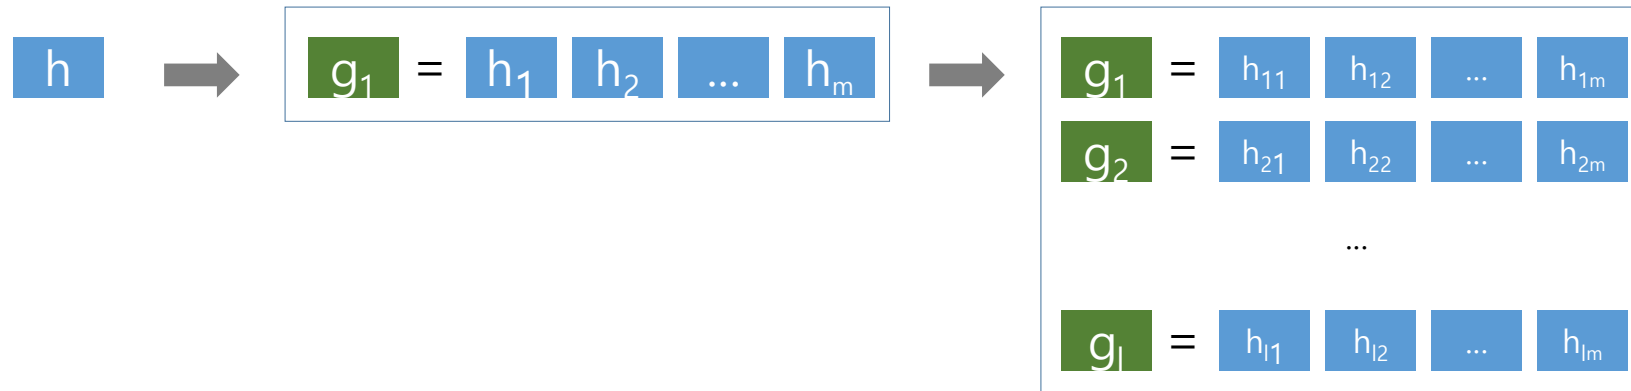 h g₁ = h₁ h₂ ... hₘ g₁ = h₁₁ h₁₂ ... h₁ₘ
g₂ = h₂₁ h₂₂ ... h₂ₘ
...
gₗ = hₗ₁ hₗ₂ ... hₗₘ